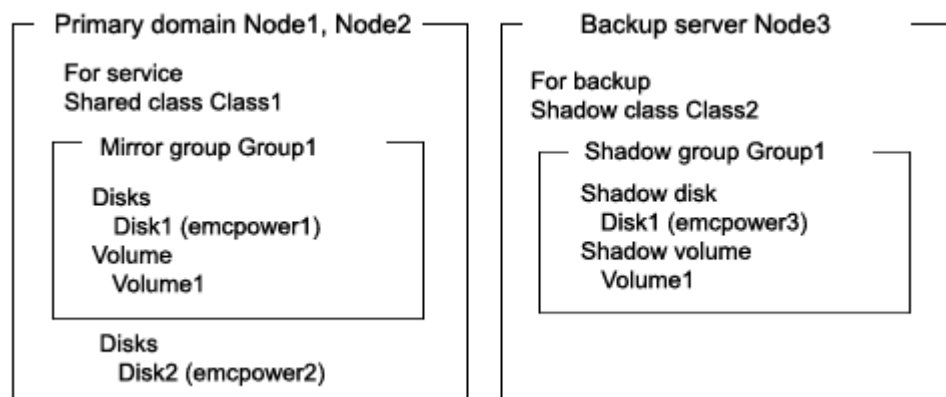 Primary domain Node1, Node2
For service
Shared class Class1
Mirror group Group1
Disks
Disk1 (emcpower1)
Volume
Volume1
Disks
Disk2 (emcpower2)
Backup server Node3
For backup
Shadow class Class2
Shadow group Group1
Shadow disk
Disk1 (emcpower3)
Shadow volume
Volume1